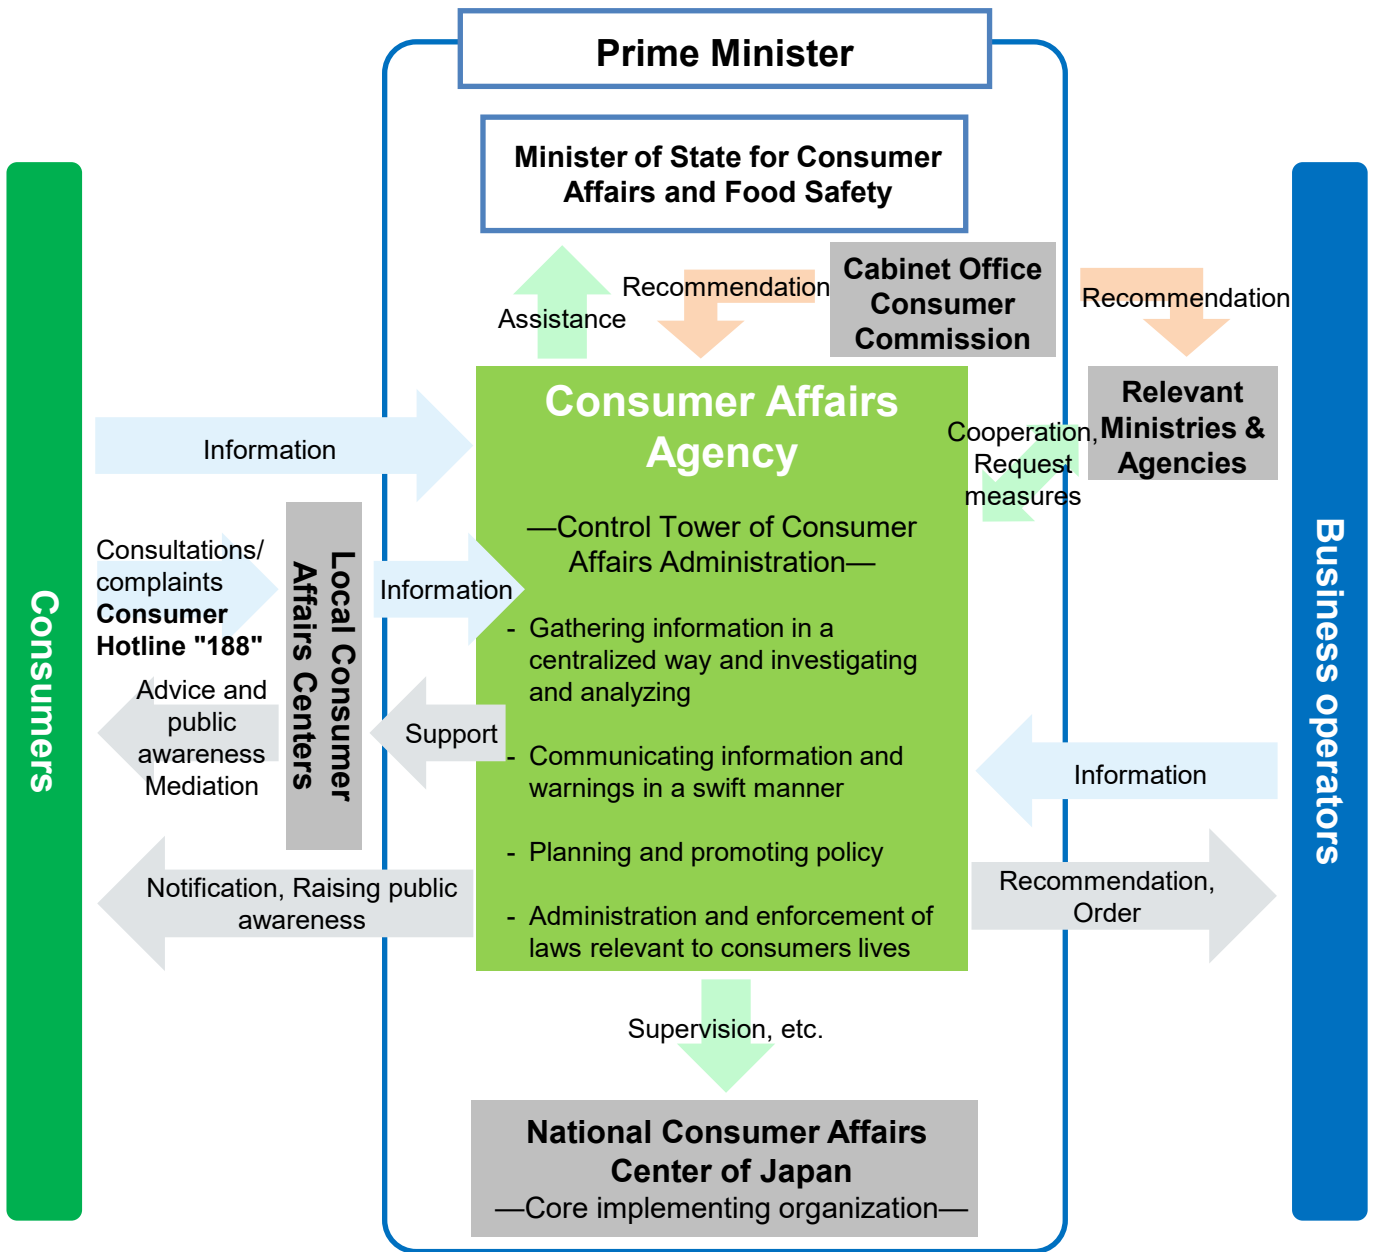 Prime Minister
Minister of State for Consumer
Affairs and Food Safety
Cabinet Office
Consumer
Commission
Recommendation
Assistance
Recommendation
Relevant
Ministries &
Agencies
Cooperation,
Request
measures
Consumer Affairs
Agency
—Control Tower of Consumer
Affairs Administration—
- Gathering information in a
centralized way and investigating
and analyzing
- Communicating information and
warnings in a swift manner
- Planning and promoting policy
- Administration and enforcement of
laws relevant to consumers lives
Consumers
Information
Consultations/
complaints
Consumer
Hotline "188"
Local Consumer
Affairs Centers
Information
Advice and
public
awareness
Mediation
Support
Notification, Raising public
awareness
Business operators
Information
Recommendation,
Order
Supervision, etc.
National Consumer Affairs
Center of Japan
—Core implementing organization—